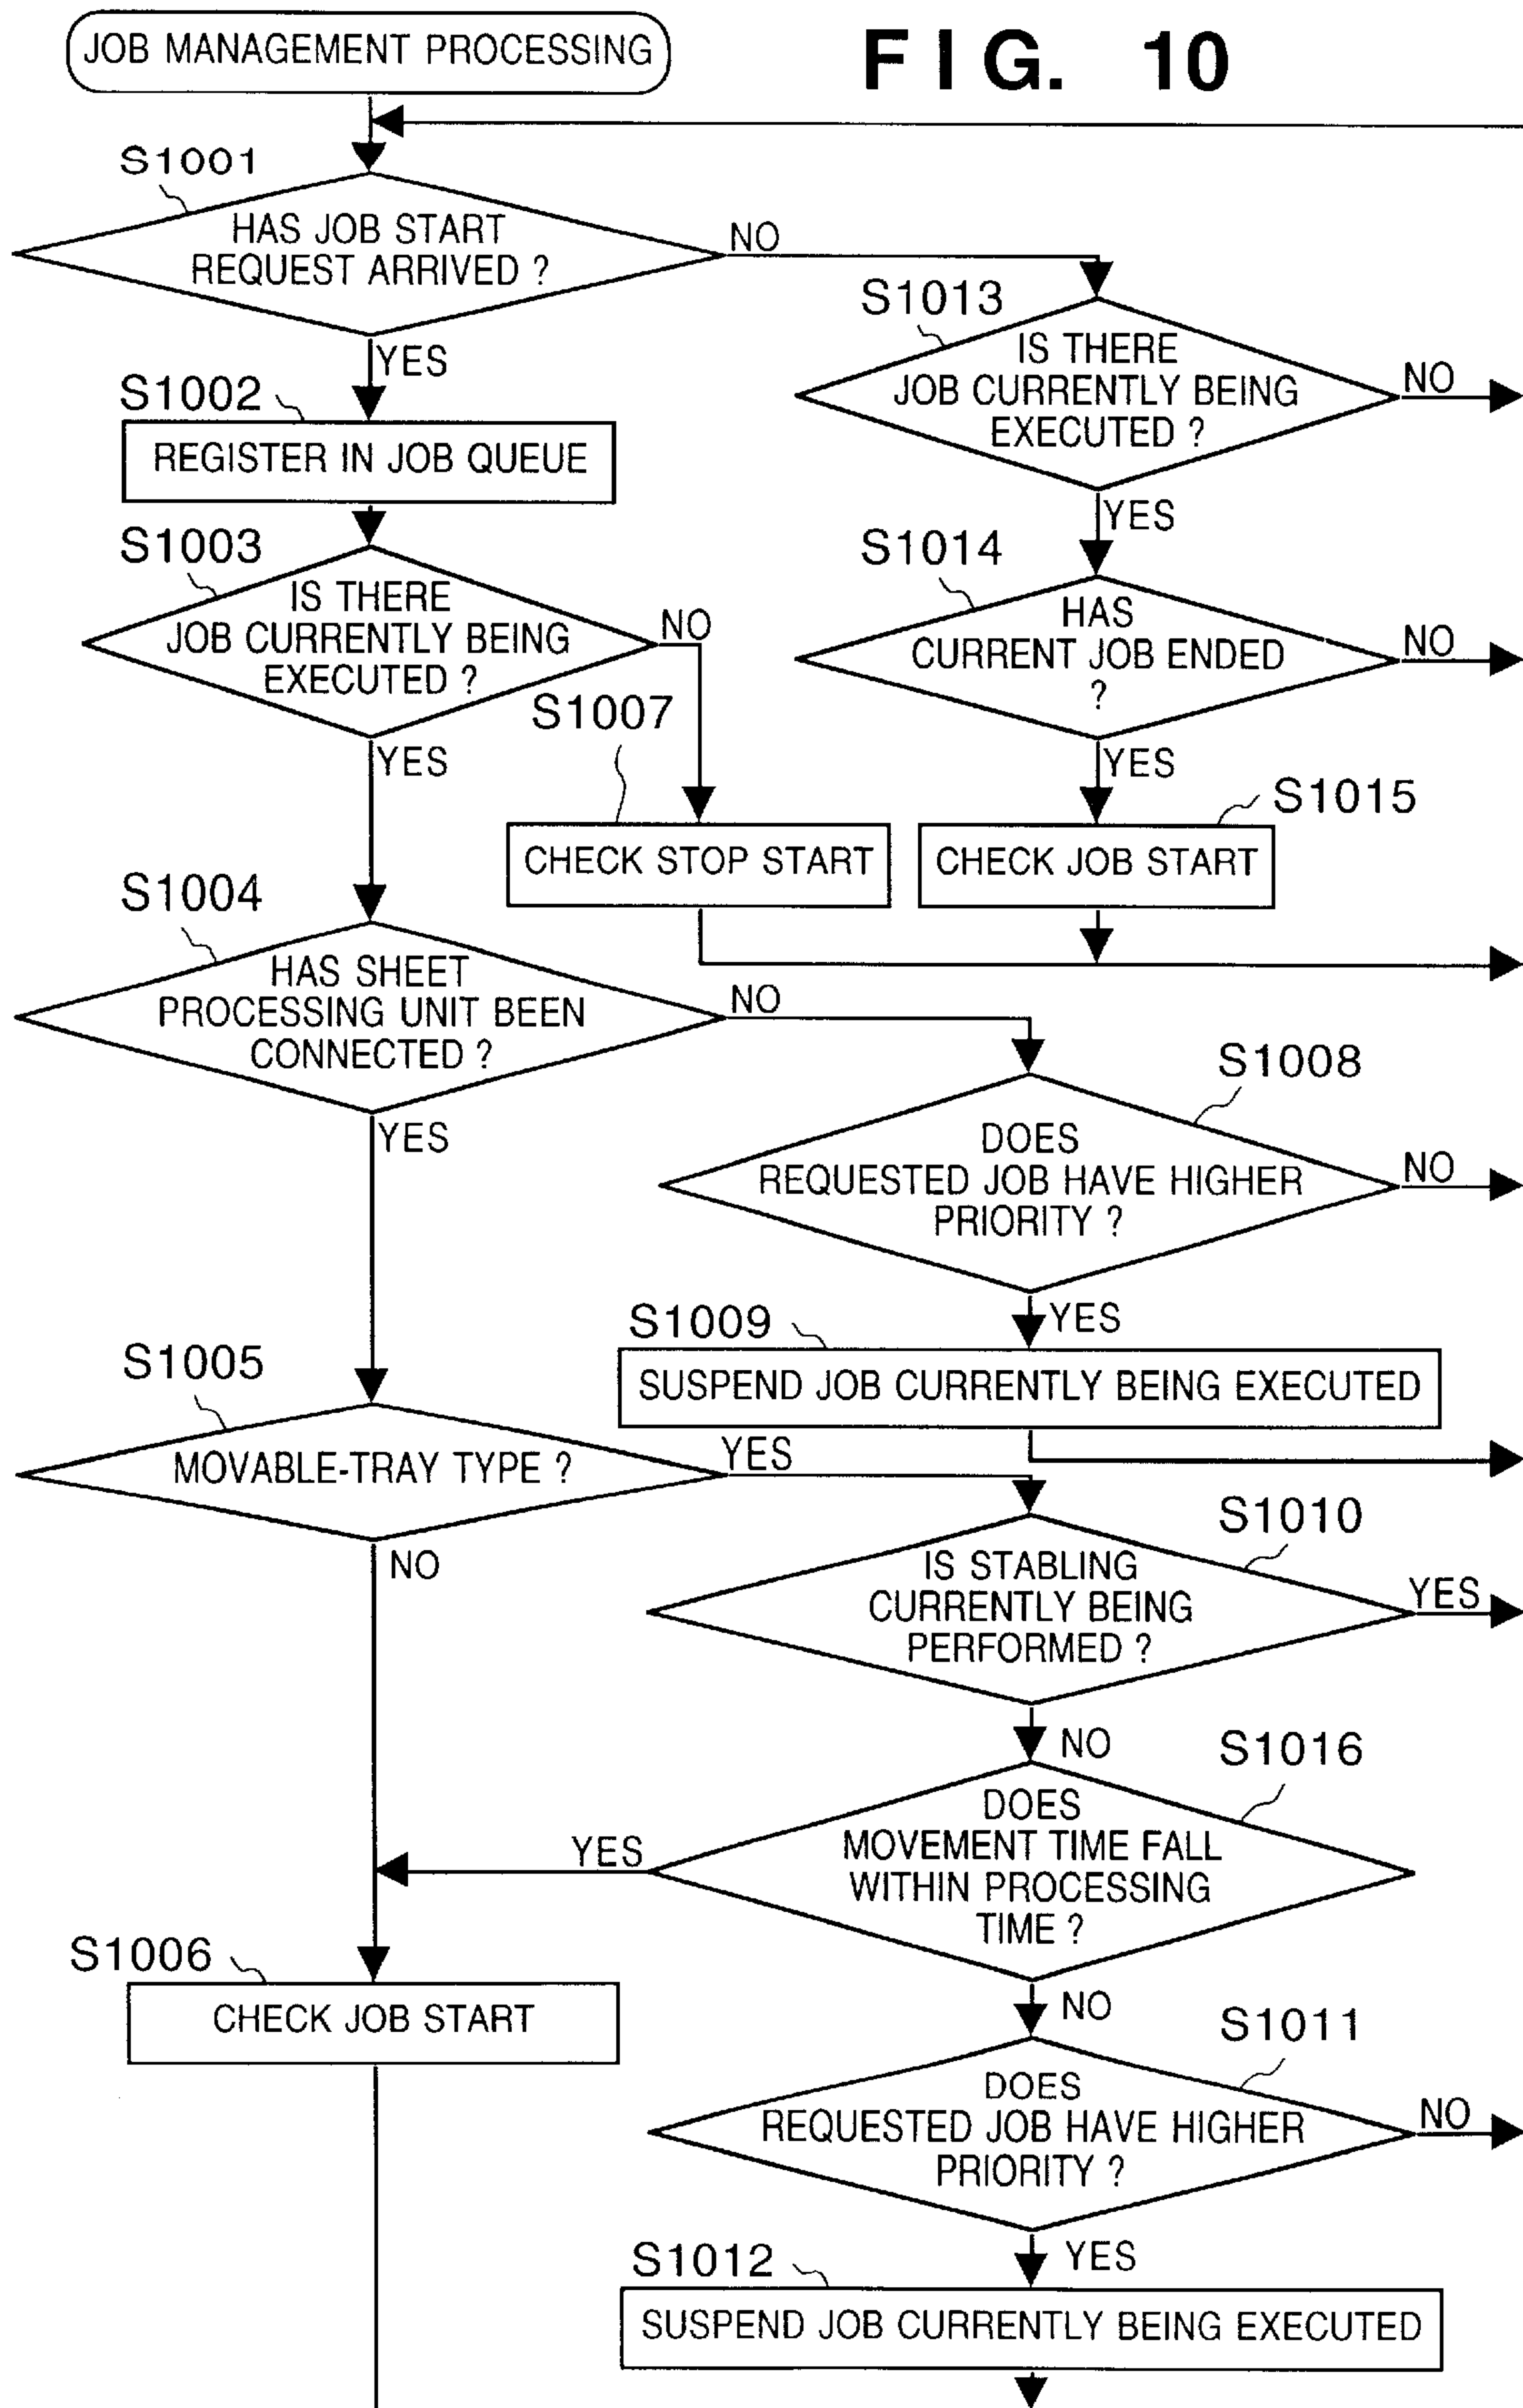 JOB MANAGEMENT PROCESSING
FIG. 10
S1001
HAS JOB START
REQUEST ARRIVED ?
NO
YES
S1013
IS THERE
JOB CURRENTLY BEING
EXECUTED ?
NO
YES
S1002
REGISTER IN JOB QUEUE
S1003
IS THERE
JOB CURRENTLY BEING
EXECUTED ?
NO
YES
S1014
HAS
CURRENT JOB ENDED
?
NO
YES
S1007
CHECK STOP START
S1015
CHECK JOB START
S1004
HAS SHEET
PROCESSING UNIT BEEN
CONNECTED ?
NO
YES
S1008
DOES
REQUESTED JOB HAVE HIGHER
PRIORITY ?
NO
YES
S1009
SUSPEND JOB CURRENTLY BEING EXECUTED
S1005
MOVABLE-TRAY TYPE ?
YES
NO
S1010
IS STABLING
CURRENTLY BEING
PERFORMED ?
YES
NO
S1016
DOES
MOVEMENT TIME FALL
WITHIN PROCESSING
TIME ?
YES
NO
S1006
CHECK JOB START
S1011
DOES
REQUESTED JOB HAVE HIGHER
PRIORITY ?
NO
YES
S1012
SUSPEND JOB CURRENTLY BEING EXECUTED